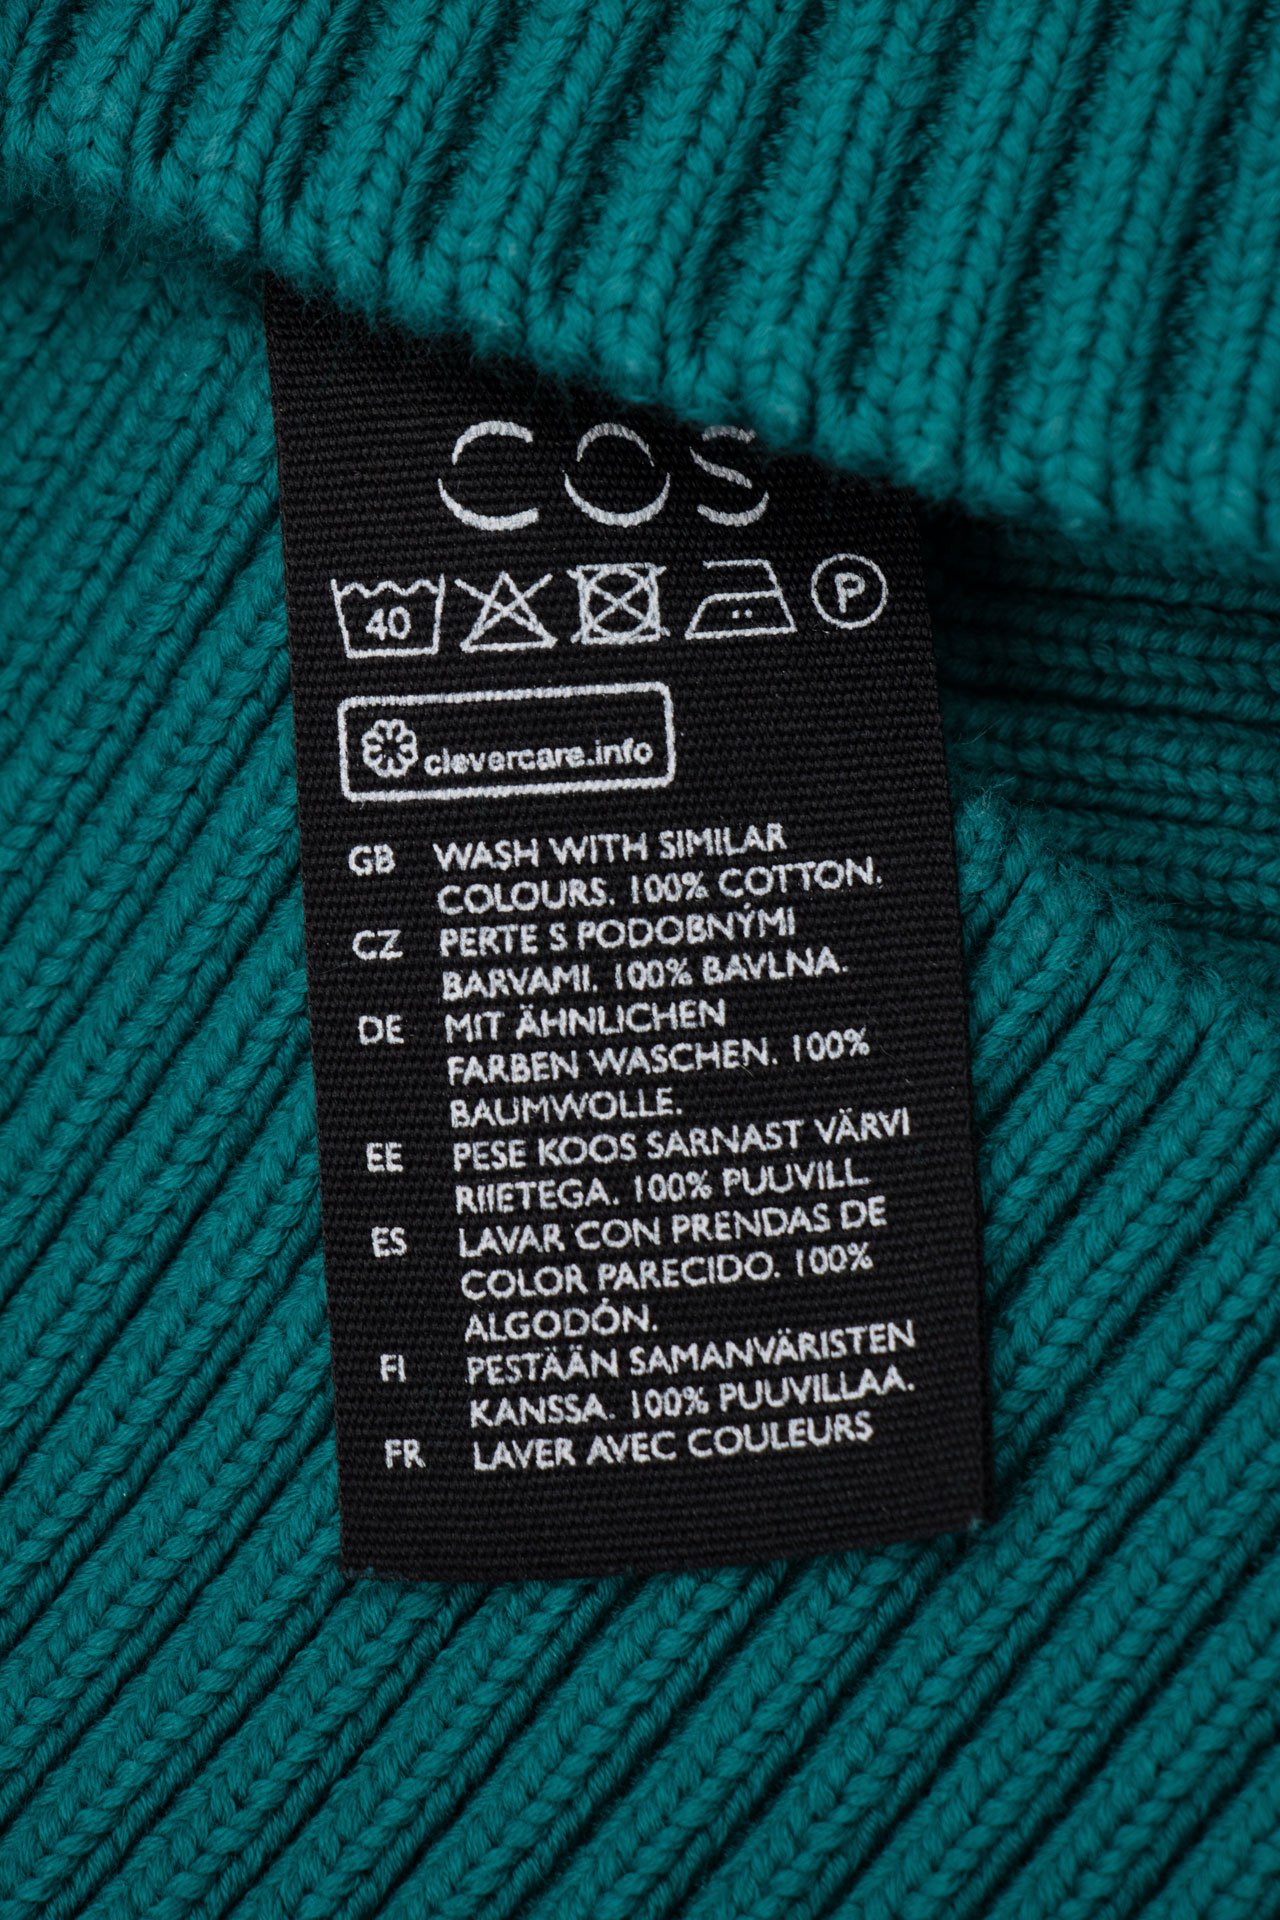 COS
40 P
clevercare.info
GB WASH WITH SIMILAR
COLOURS. 100% COTTON.
CZ PERTE S PODOBNÝMI
BARVAMI. 100% BAVLNA.
DE MIT ÄHNLICHEN
FARBEN WASCHEN. 100%
BAUMWOLLE.
EE PESE KOOS SARNAST VÄRVI
RIIETEGA. 100% PUUVILL.
ES LAVAR CON PRENDAS DE
COLOR PARECIDO. 100%
ALGODÓN.
FI PESTÄÄN SAMANVÄRISTEN
KANSSA. 100% PUUVILLAA.
FR LAVER AVEC COULEURS